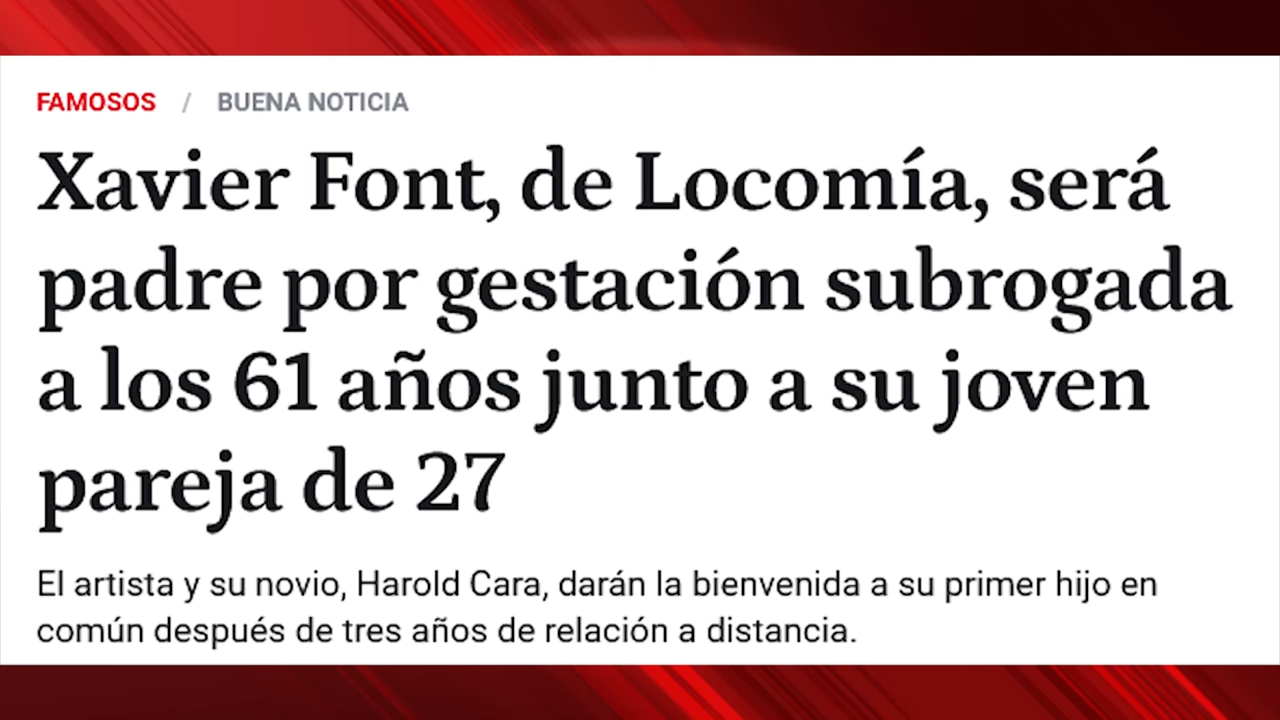 FAMOSOS / BUENA NOTICIA
Xavier Font, de Locomía, será
padre por gestación subrogada
a los 61 años junto a su joven
pareja de 27
El artista y su novio, Harold Cara, darán la bienvenida a su primer hijo en
común después de tres años de relación a distancia.